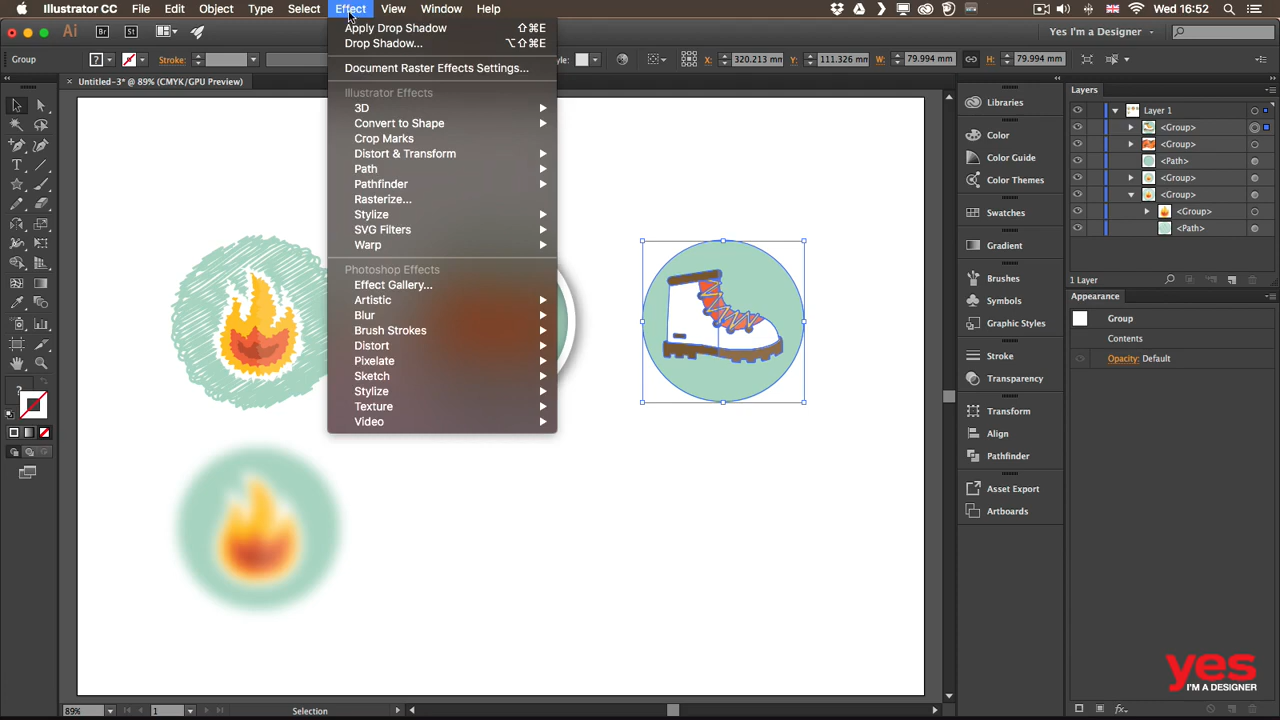 Illustrator CC File Edit Object Type Select Effect View Window Help Wed 16:52
Ai Br St Yes I'm a Designer
Group Stroke: Style: X: 320.213 mm Y: 111.326 mm W: 79.994 mm H: 79.994 mm
× Untitled-3* @ 89% (CMYK/GPU Preview)
Apply Drop Shadow ⇧⌘E
Drop Shadow... ⌥⇧⌘E
Document Raster Effects Settings...
Illustrator Effects
3D
Convert to Shape
Crop Marks
Distort & Transform
Path
Pathfinder
Rasterize...
Stylize
SVG Filters
Warp
Photoshop Effects
Effect Gallery...
Artistic
Blur
Brush Strokes
Distort
Pixelate
Sketch
Stylize
Texture
Video
Libraries
Color
Color Guide
Color Themes
Swatches
Gradient
Brushes
Symbols
Graphic Styles
Stroke
Transparency
Transform
Align
Pathfinder
Asset Export
Artboards
Layers
Layer 1
<Group>
<Group>
<Path>
<Group>
<Group>
<Group>
<Path>
1 Layer
Appearance
Group
Contents
Opacity: Default
fx
yes
I'M A DESIGNER
89% 1 Selection